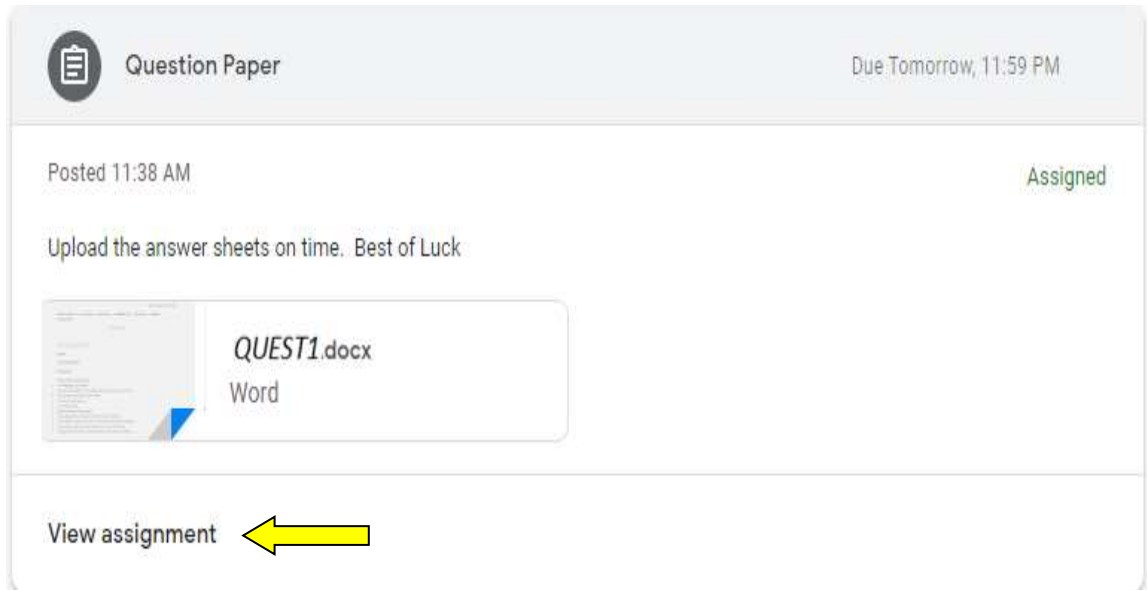 Question Paper
Due Tomorrow, 11:59 PM
Posted 11:38 AM
Assigned
Upload the answer sheets on time. Best of Luck
QUEST1.docx
Word
View assignment